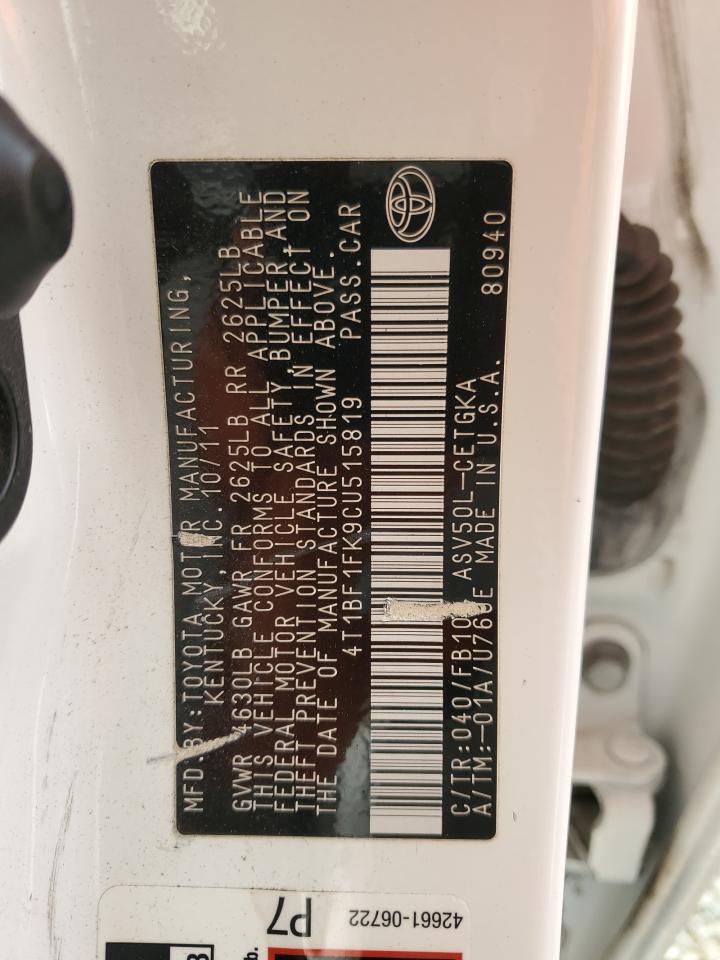 MFD.BY:TOYOTA MOTOR MANUFACTURING,
KENTUCKY INC. 10/11
GVWR 4630LB GAWR FR 2625LB RR 2625LB
THIS VEHICLE CONFORMS TO ALL APPLICABLE
FEDERAL MOTOR VEHICLE SAFETY, BUMPER, AND
THEFT PREVENTION STANDARDS IN EFFECT ON
THE DATE OF MANUFACTURE SHOWN ABOVE.
4T1BF1FK9CU515819 PASS.CAR
C/TR:040/FB10 ASV50L-CETGKA
A/TM:-01A/U760E MADE IN U.S.A. 80940
42661-06722
P7